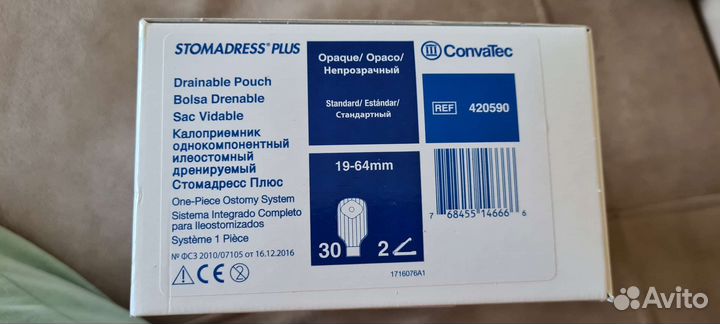 STOMADRESS® PLUS
Drainable Pouch
Bolsa Drenable
Sac Vidable
Калоприемник
однокомпонентный
илеостомный
дренируемый
Стомадресс Плюс
One-Piece Ostomy System
Sistema Integrado Completo
para Ileostomizados
Système 1 Pièce
№ ФСЗ 2010/07105 от 16.12.2016
Opaque/ Opaco/
Непрозрачный
Standard/ Estándar/
Стандартный
19-64mm
30 2
1716076A1
ConvaTec
REF 420590
7 68455 14666 6
Avito